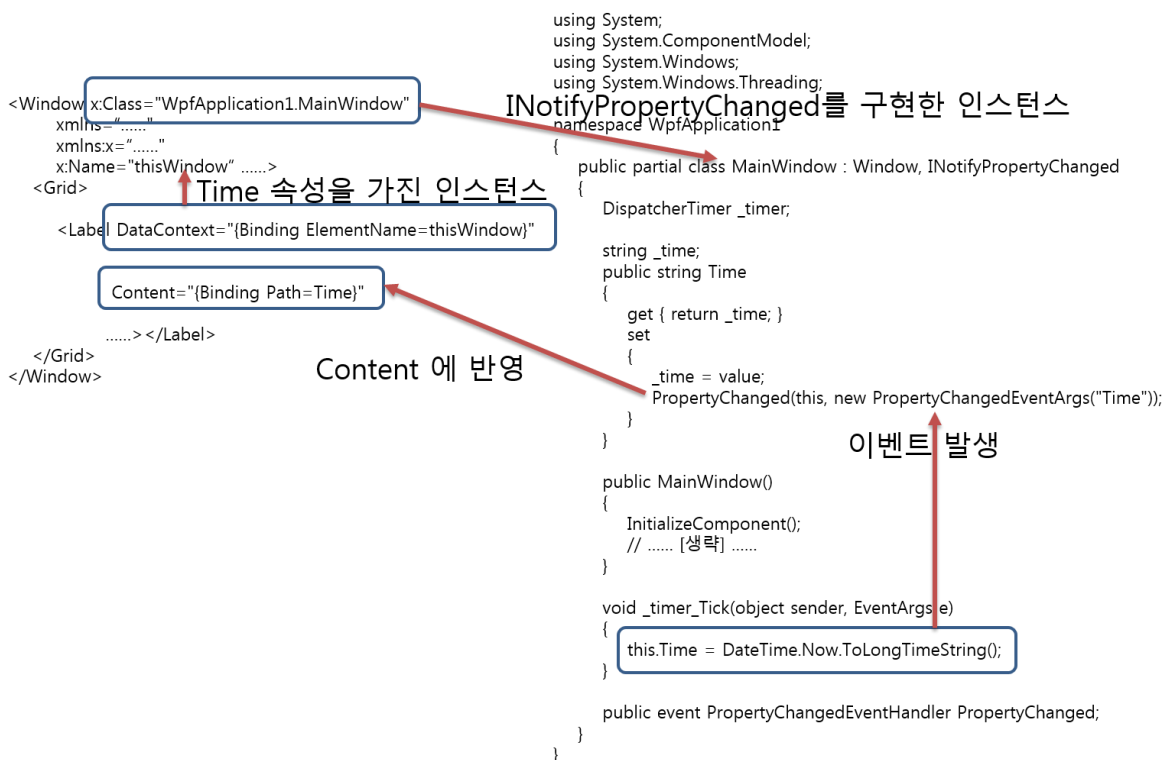 <Window x:Class="WpfApplication1.MainWindow"
xmlns="......"
xmlns:x="......"
x:Name="thisWindow" ......>
<Grid>
Time 속성을 가진 인스턴스
<Label DataContext="{Binding ElementName=thisWindow}"
Content="{Binding Path=Time}"
......></Label>
</Grid>
</Window>
Content 에 반영
using System;
using System.ComponentModel;
using System.Windows;
using System.Windows.Threading;
INotifyPropertyChanged를 구현한 인스턴스
namespace WpfApplication1
{
public partial class MainWindow : Window, INotifyPropertyChanged
{
DispatcherTimer _timer;
string _time;
public string Time
{
get { return _time; }
set
{
_time = value;
PropertyChanged(this, new PropertyChangedEventArgs("Time"));
}
}
이벤트 발생
public MainWindow()
{
InitializeComponent();
// ...... [생략] ......
}
void _timer_Tick(object sender, EventArgs e)
{
this.Time = DateTime.Now.ToLongTimeString();
}
public event PropertyChangedEventHandler PropertyChanged;
}
}